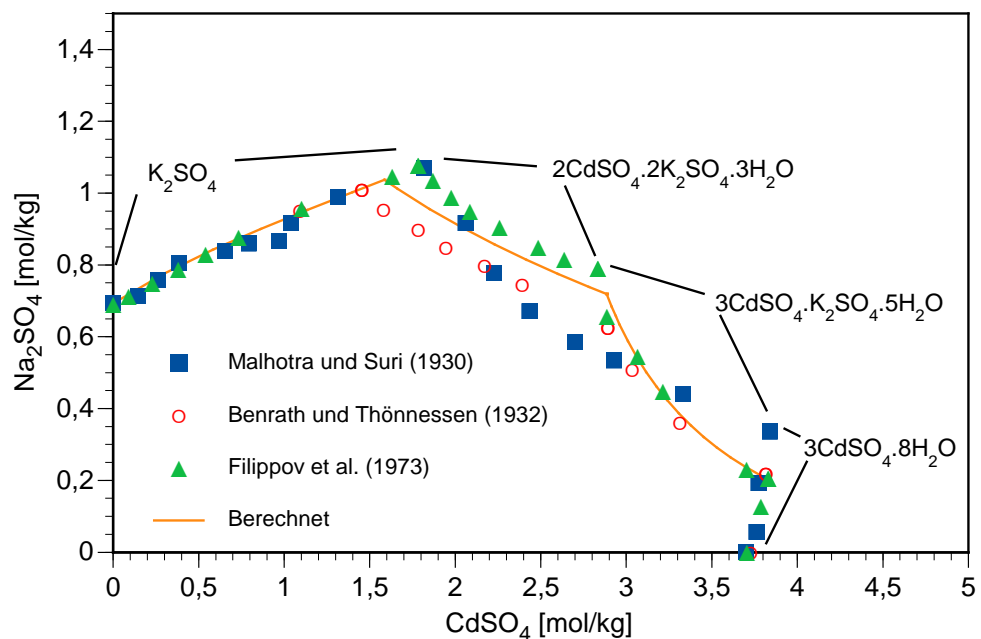 1,4
1,2
1
0,8
0,6
0,4
0,2
0
Na₂SO₄ [mol/kg]
K₂SO₄
2CdSO₄.2K₂SO₄.3H₂O
3CdSO₄.K₂SO₄.5H₂O
3CdSO₄.8H₂O
Malhotra und Suri (1930)
Benrath und Thönnessen (1932)
Filippov et al. (1973)
Berechnet
0 0,5 1 1,5 2 2,5 3 3,5 4 4,5 5
CdSO₄ [mol/kg]